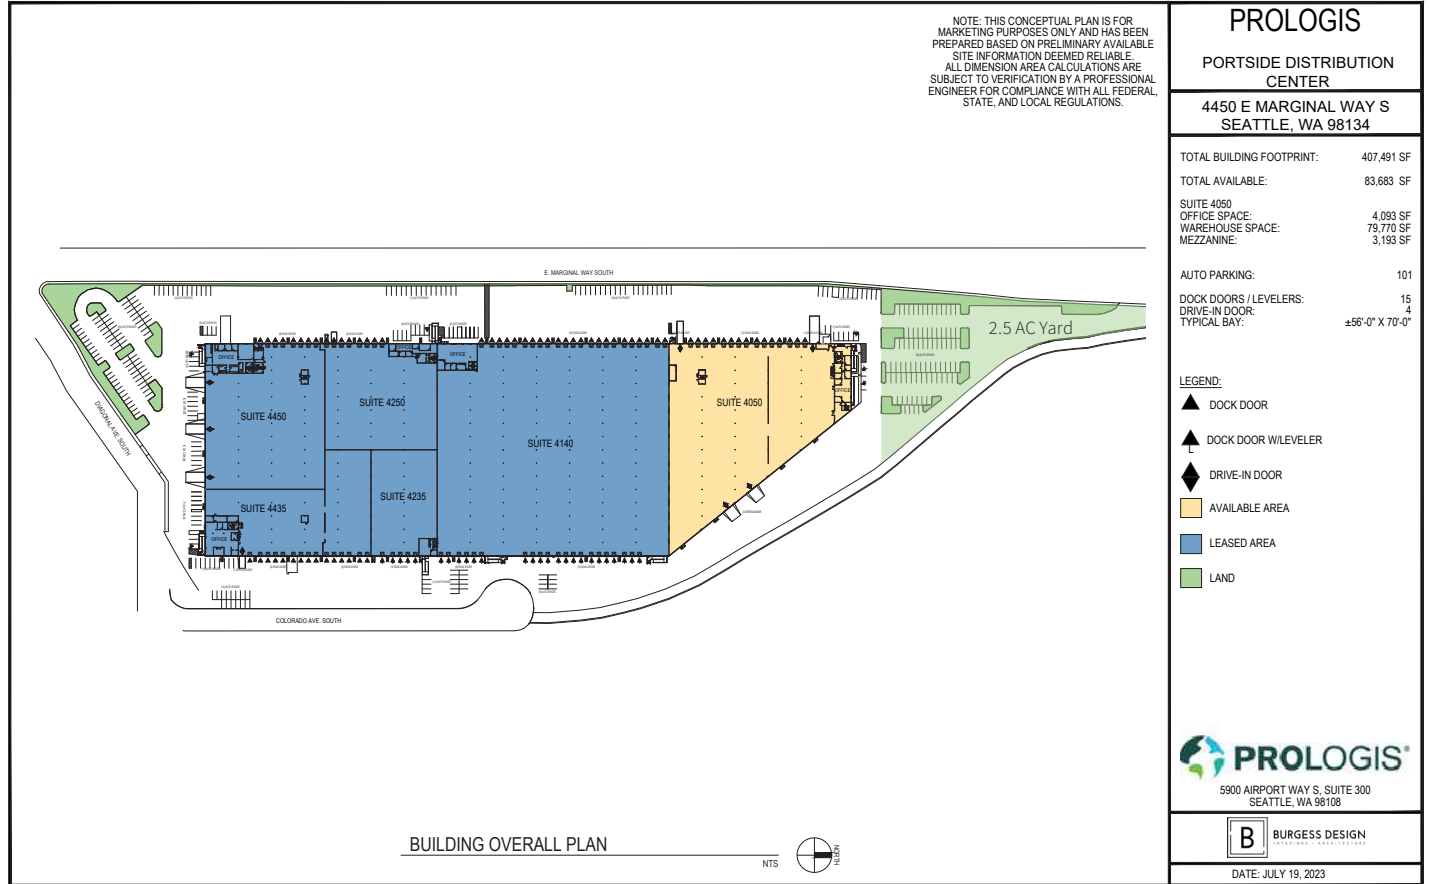 NOTE: THIS CONCEPTUAL PLAN IS FOR
MARKETING PURPOSES ONLY AND HAS BEEN
PREPARED BASED ON PRELIMINARY AVAILABLE
SITE INFORMATION DEEMED RELIABLE.
ALL DIMENSION AREA CALCULATIONS ARE
SUBJECT TO VERIFICATION BY A PROFESSIONAL
ENGINEER FOR COMPLIANCE WITH ALL FEDERAL,
STATE, AND LOCAL REGULATIONS.
E. MARGINAL WAY SOUTH
2.5 AC Yard
OFFICE
OFFICE
OFFICE
OFFICE
SUITE 4450
SUITE 4250
SUITE 4050
SUITE 4140
DIAGONAL AVE. SOUTH
SUITE 4235
SUITE 4435
OFFICE
COLORADO AVE. SOUTH
BUILDING OVERALL PLAN
NTS
NORTH
PROLOGIS
PORTSIDE DISTRIBUTION
CENTER
4450 E MARGINAL WAY S
SEATTLE, WA 98134
TOTAL BUILDING FOOTPRINT: 407,491 SF
TOTAL AVAILABLE: 83,683 SF
SUITE 4050
OFFICE SPACE: 4,093 SF
WAREHOUSE SPACE: 79,770 SF
MEZZANINE: 3,193 SF
AUTO PARKING: 101
DOCK DOORS / LEVELERS: 15
DRIVE-IN DOOR: 4
TYPICAL BAY: ±56'-0" X 70'-0"
LEGEND:
DOCK DOOR
L DOCK DOOR W/LEVELER
DRIVE-IN DOOR
AVAILABLE AREA
LEASED AREA
LAND
PROLOGIS®
5900 AIRPORT WAY S, SUITE 300
SEATTLE, WA 98108
B BURGESS DESIGN
INTERIORS + ARCHITECTURE
DATE: JULY 19, 2023